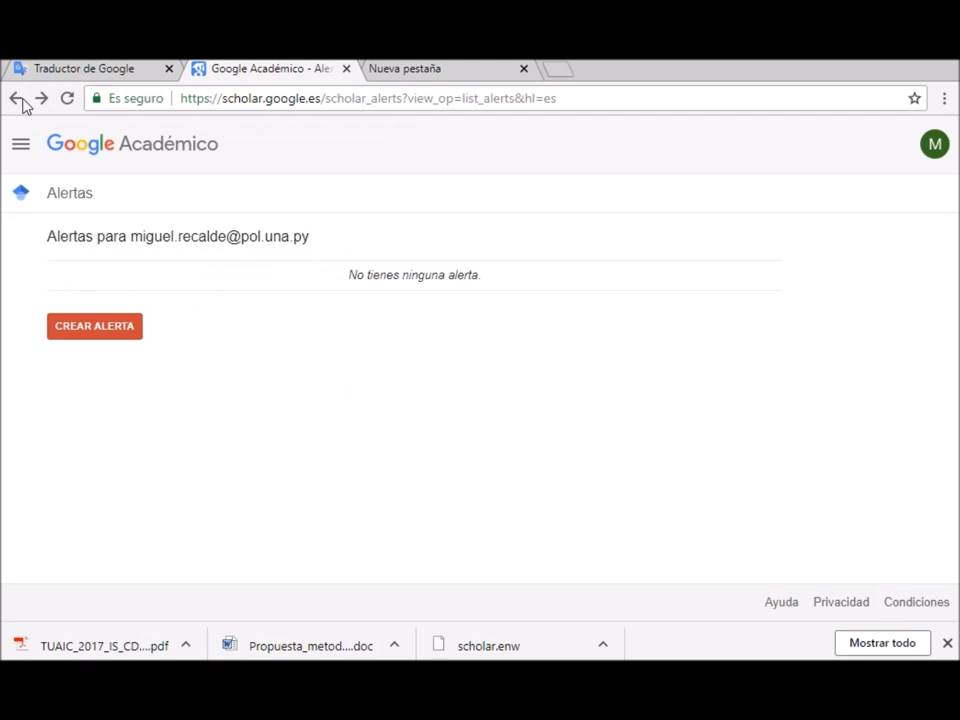 Traductor de Google
Google Académico - Ale
Nueva pestaña
Es seguro
https://scholar.google.es/scholar_alerts?view_op=list_alerts&hl=es
Google Académico
M
Alertas
Alertas para miguel.recalde@pol.una.py
No tienes ninguna alerta.
CREAR ALERTA
Ayuda Privacidad Condiciones
TUAIC_2017_IS_CD....pdf
Propuesta_metod....doc
scholar.enw
Mostrar todo